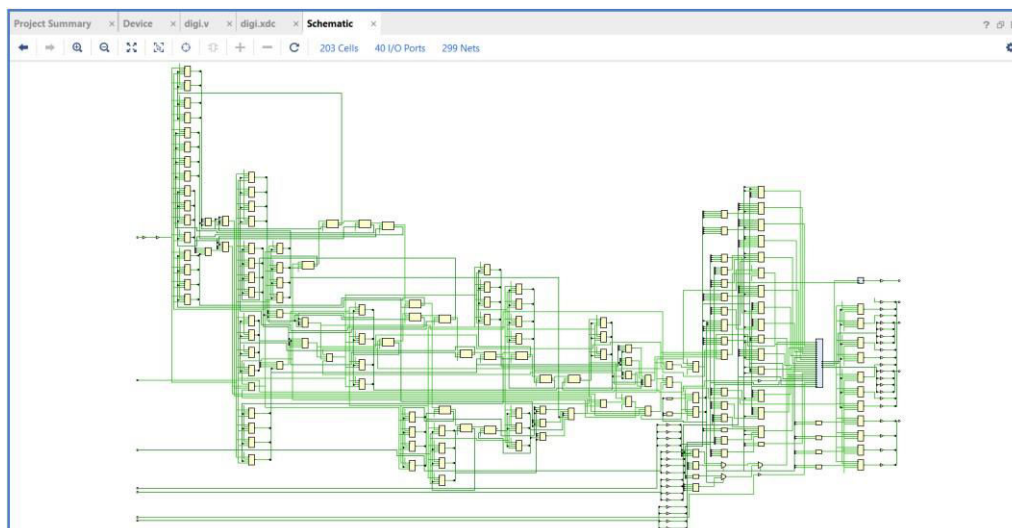 Project Summary × Device × digi.v × digi.xdc × Schematic ×
203 Cells 40 I/O Ports 299 Nets